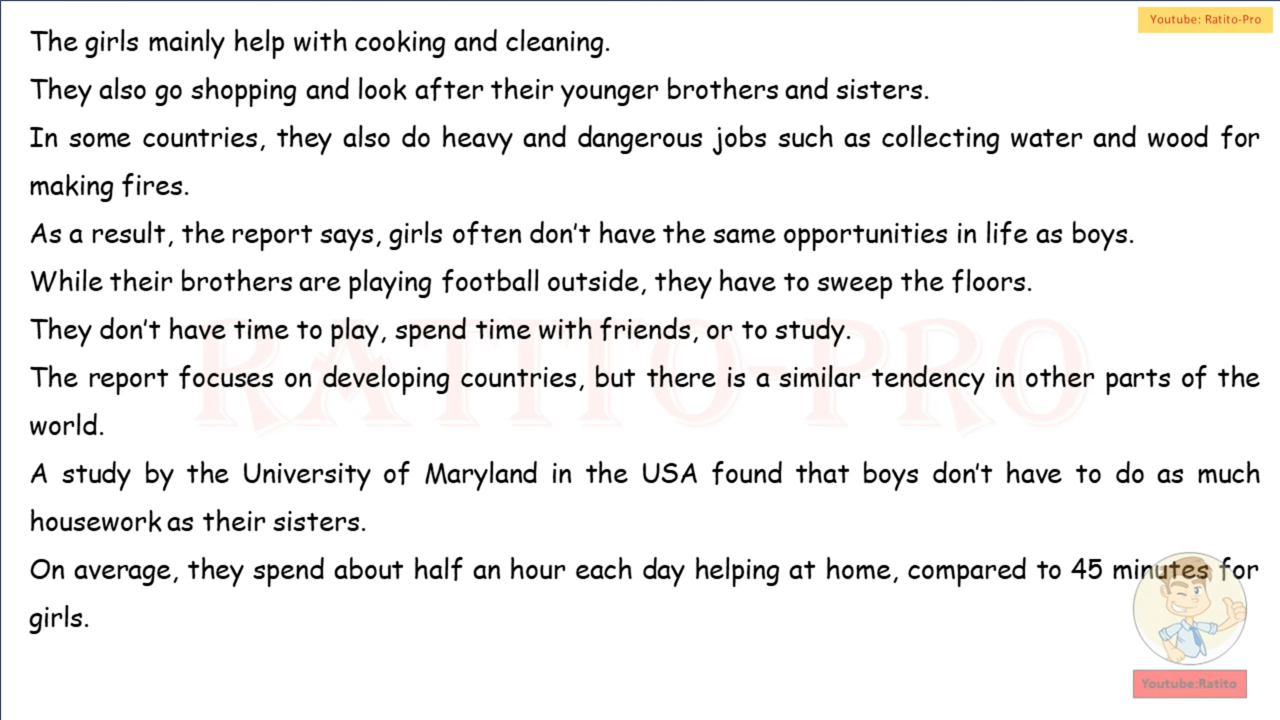 Youtube: Ratito-Pro
The girls mainly help with cooking and cleaning.
They also go shopping and look after their younger brothers and sisters.
In some countries, they also do heavy and dangerous jobs such as collecting water and wood for
making fires.
As a result, the report says, girls often don't have the same opportunities in life as boys.
While their brothers are playing football outside, they have to sweep the floors.
They don't have time to play, spend time with friends, or to study.
RATITO-PRO
The report focuses on developing countries, but there is a similar tendency in other parts of the
world.
A study by the University of Maryland in the USA found that boys don't have to do as much
housework as their sisters.
On average, they spend about half an hour each day helping at home, compared to 45 minutes for
girls.
Youtube:Ratito